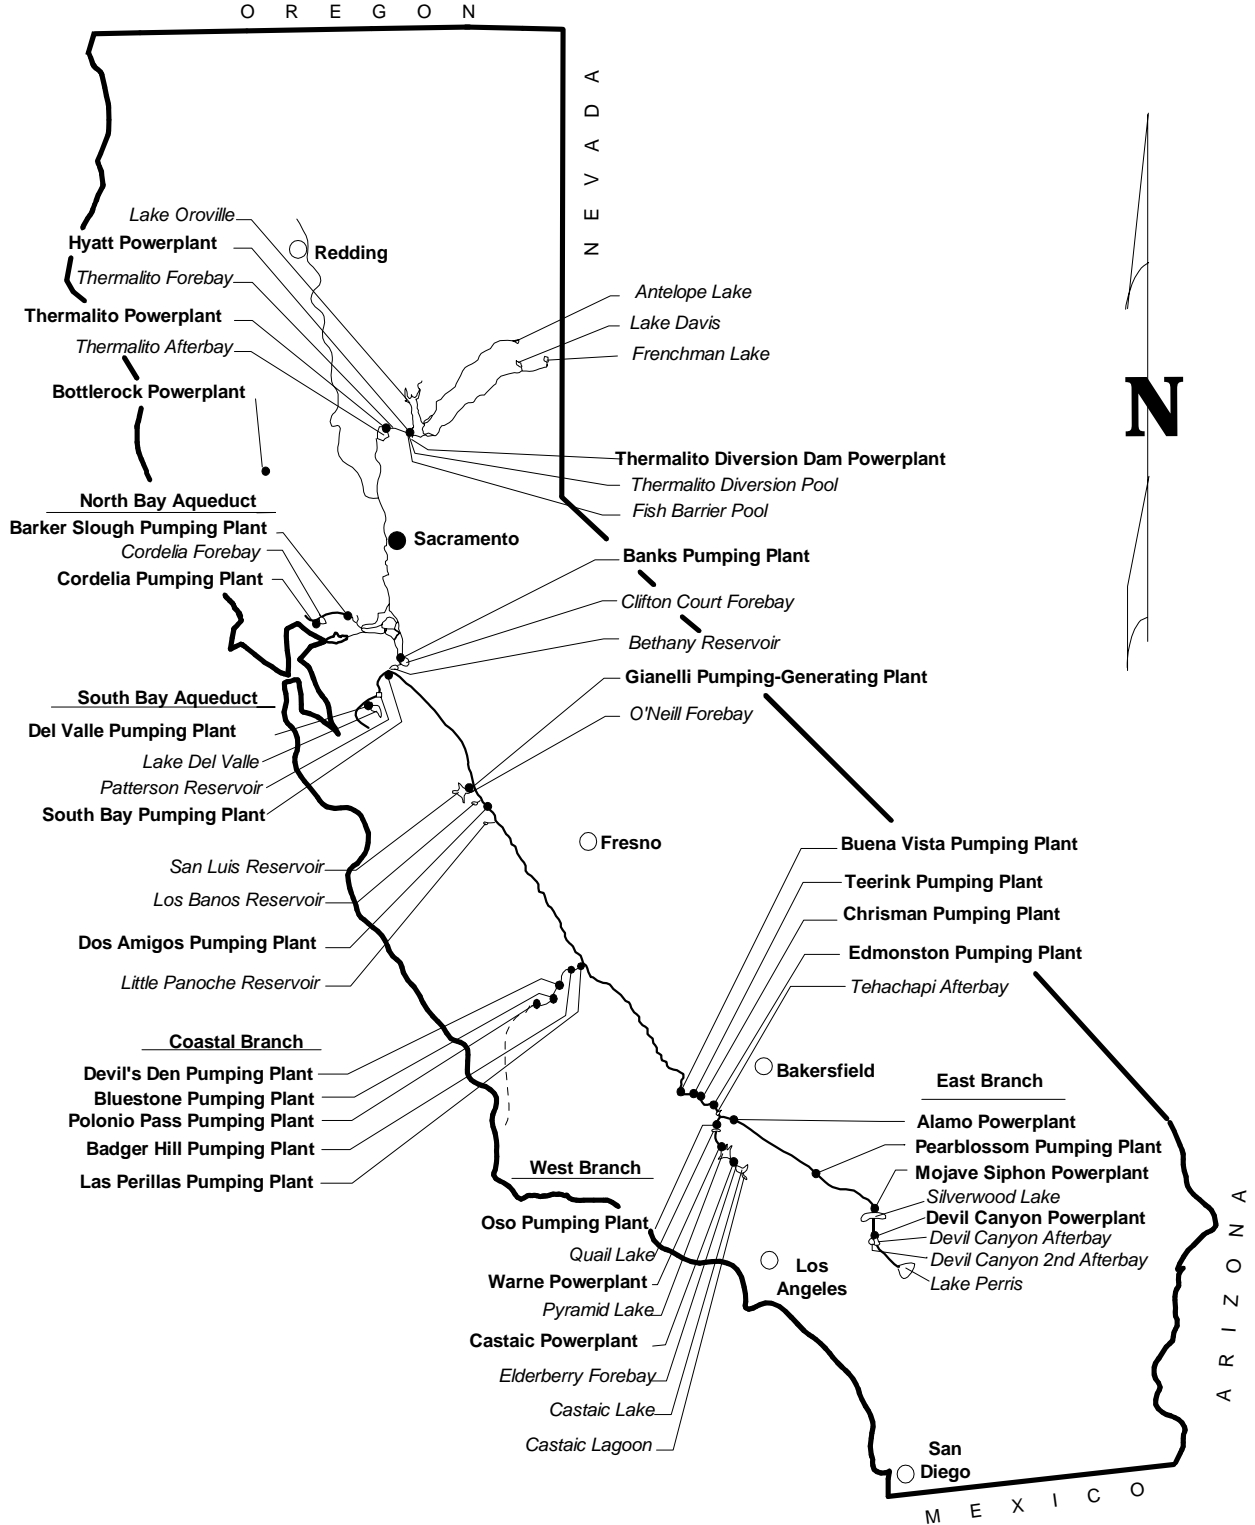 OREGON
NEVADA
Lake Oroville
Hyatt Powerplant
Redding
Thermalito Forebay
Antelope Lake
Thermalito Powerplant
Lake Davis
Thermalito Afterbay
Frenchman Lake
Bottlerock Powerplant
N
Thermalito Diversion Dam Powerplant
Thermalito Diversion Pool
North Bay Aqueduct
Fish Barrier Pool
Barker Slough Pumping Plant
Sacramento
Cordelia Forebay
Banks Pumping Plant
Cordelia Pumping Plant
Clifton Court Forebay
Bethany Reservoir
Gianelli Pumping-Generating Plant
South Bay Aqueduct
O'Neill Forebay
Del Valle Pumping Plant
Lake Del Valle
Patterson Reservoir
South Bay Pumping Plant
Fresno
Buena Vista Pumping Plant
San Luis Reservoir
Teerink Pumping Plant
Los Banos Reservoir
Chrisman Pumping Plant
Dos Amigos Pumping Plant
Edmonston Pumping Plant
Little Panoche Reservoir
Tehachapi Afterbay
Coastal Branch
Devil's Den Pumping Plant
Bakersfield
Bluestone Pumping Plant
East Branch
Polonio Pass Pumping Plant
Alamo Powerplant
Badger Hill Pumping Plant
Pearblossom Pumping Plant
West Branch
Mojave Siphon Powerplant
Las Perillas Pumping Plant
Silverwood Lake
Oso Pumping Plant
Devil Canyon Powerplant
Devil Canyon Afterbay
Quail Lake
Devil Canyon 2nd Afterbay
Los
Angeles
Warne Powerplant
Lake Perris
Pyramid Lake
ARIZONA
Castaic Powerplant
Elderberry Forebay
Castaic Lake
Castaic Lagoon
San
Diego
MEXICO